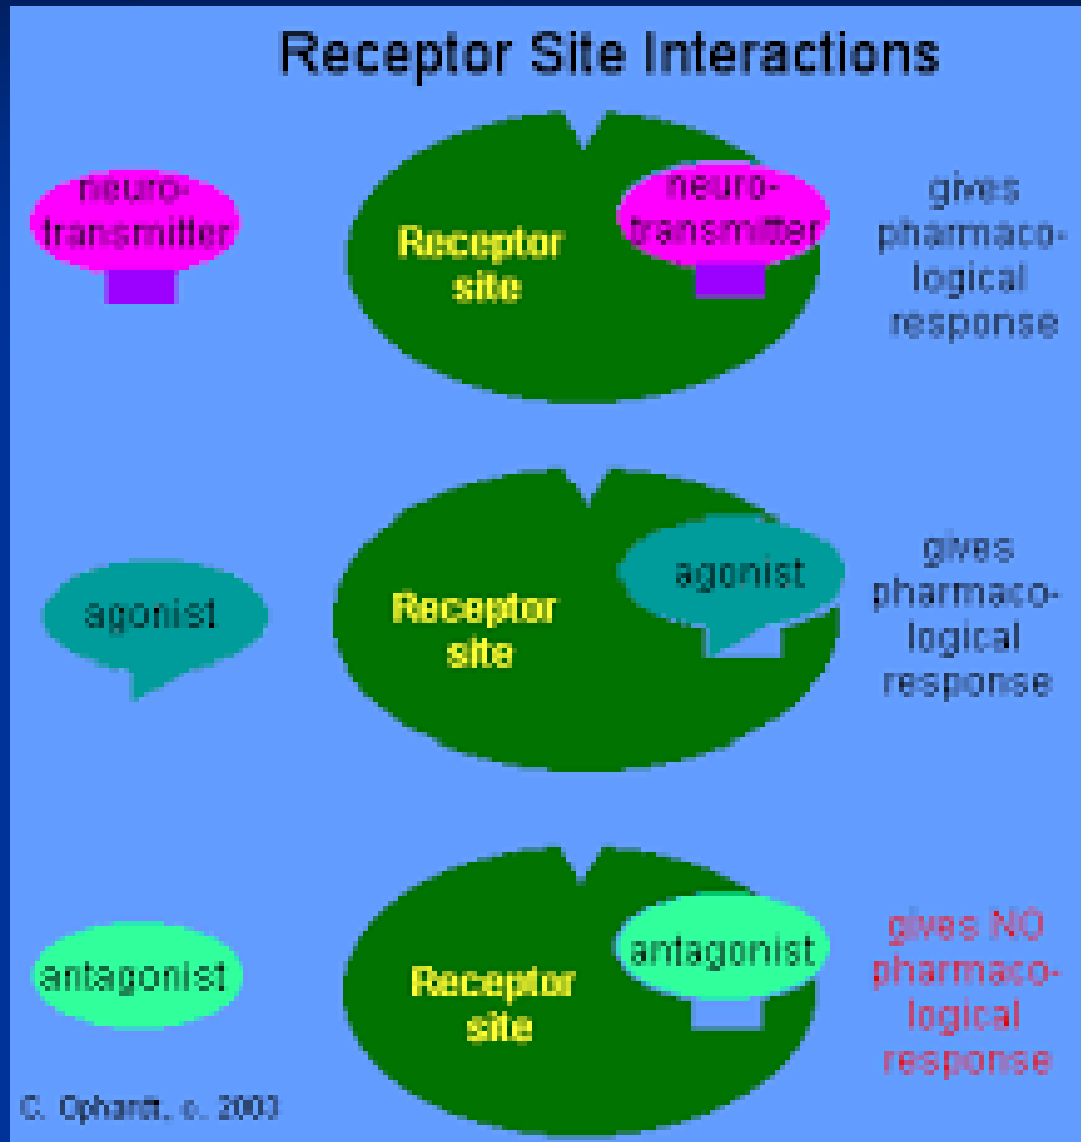 Receptor Site Interactions
neuro-
transmitter
Receptor
site
neuro-
transmitter
gives
pharmaco-
logical
response
agonist
Receptor
site
agonist
gives
pharmaco-
logical
response
antagonist
Receptor
site
antagonist
gives NO
pharmaco-
logical
response
C. Ophardt, c. 2003